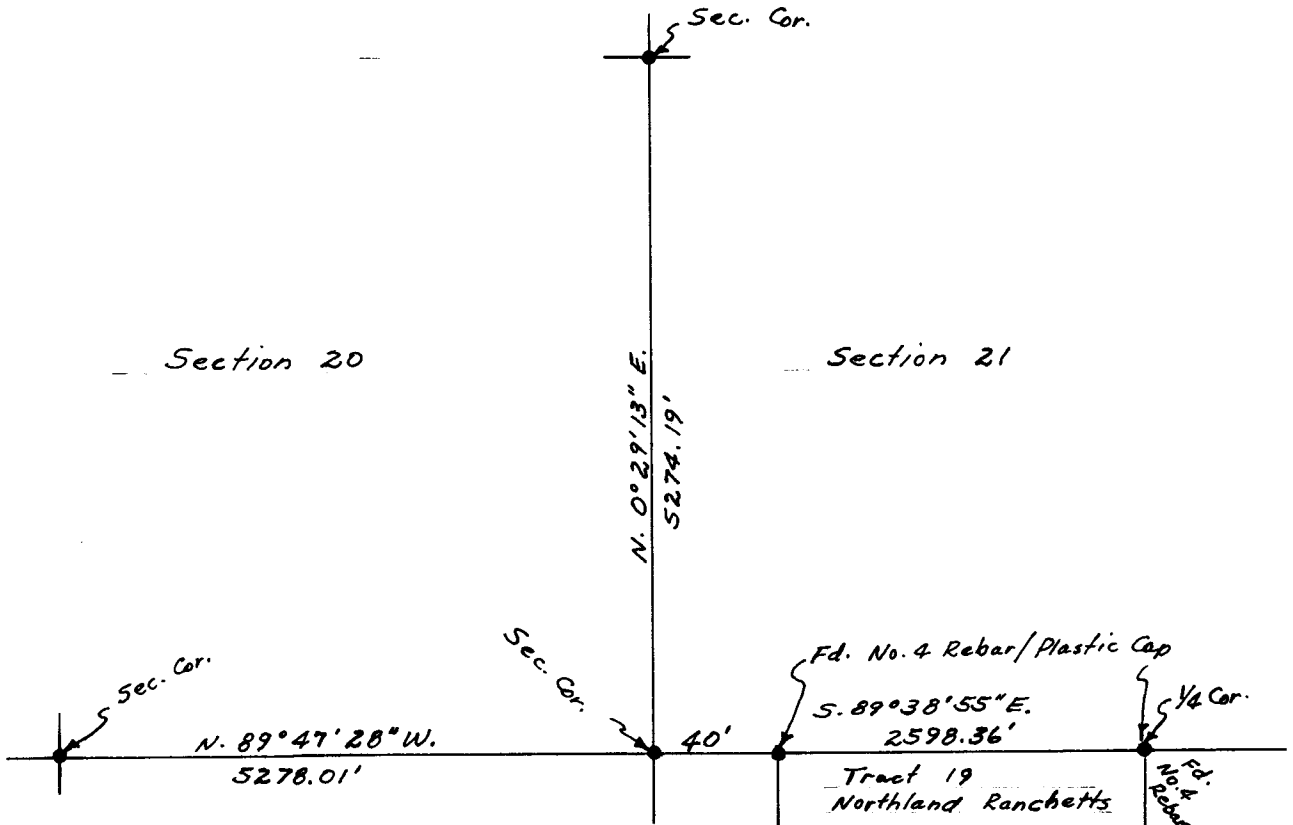 Sec. Cor.
Section 20
Section 21
N. 0°29'13" E.
5274.19'
Sec. Cor.
Sec. Cor.
Fd. No. 4 Rebar/Plastic Cap
1/4 Cor.
S. 89°38'55" E.
2598.36'
N. 89°47'28" W.
5278.01'
40'
Tract 19
Northland Ranchetts
Fd.
No. 4
Rebar